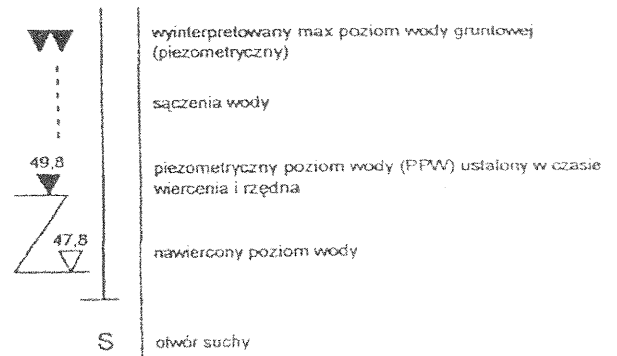 wyinterpretowany max poziom wody gruntowej
(piezometryczny)
sączenia wody
49,8
piezometryczny poziom wody (PPW) ustalony w czasie
wiercenia i rzędna
47,8
nawiercony poziom wody
S
otwór suchy